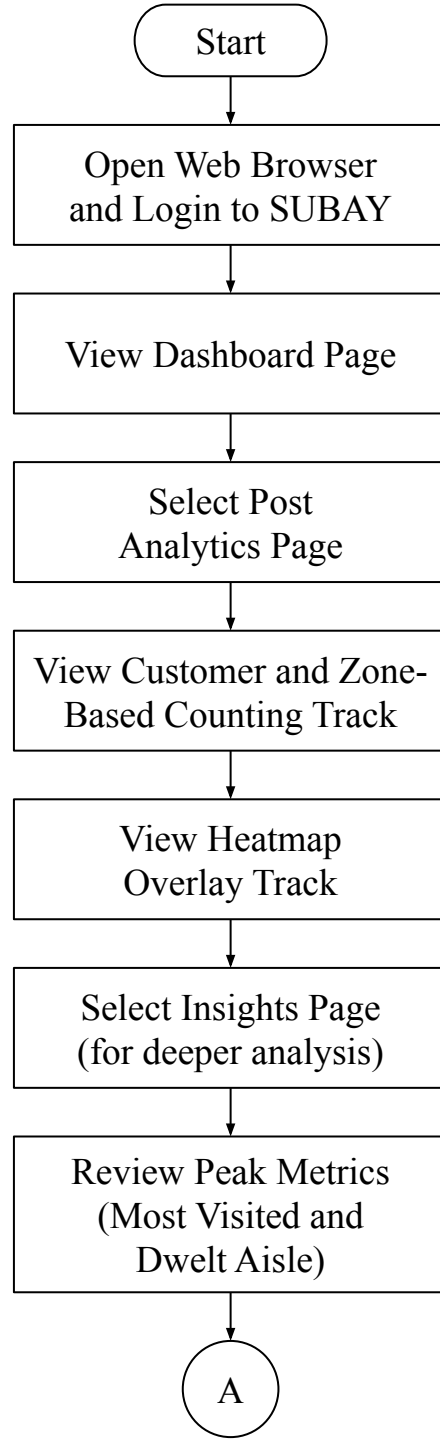 Start
Open Web Browser
and Login to SUBAY
View Dashboard Page
Select Post
Analytics Page
View Customer and Zone-
Based Counting Track
View Heatmap
Overlay Track
Select Insights Page
(for deeper analysis)
Review Peak Metrics
(Most Visited and
Dwelt Aisle)
A